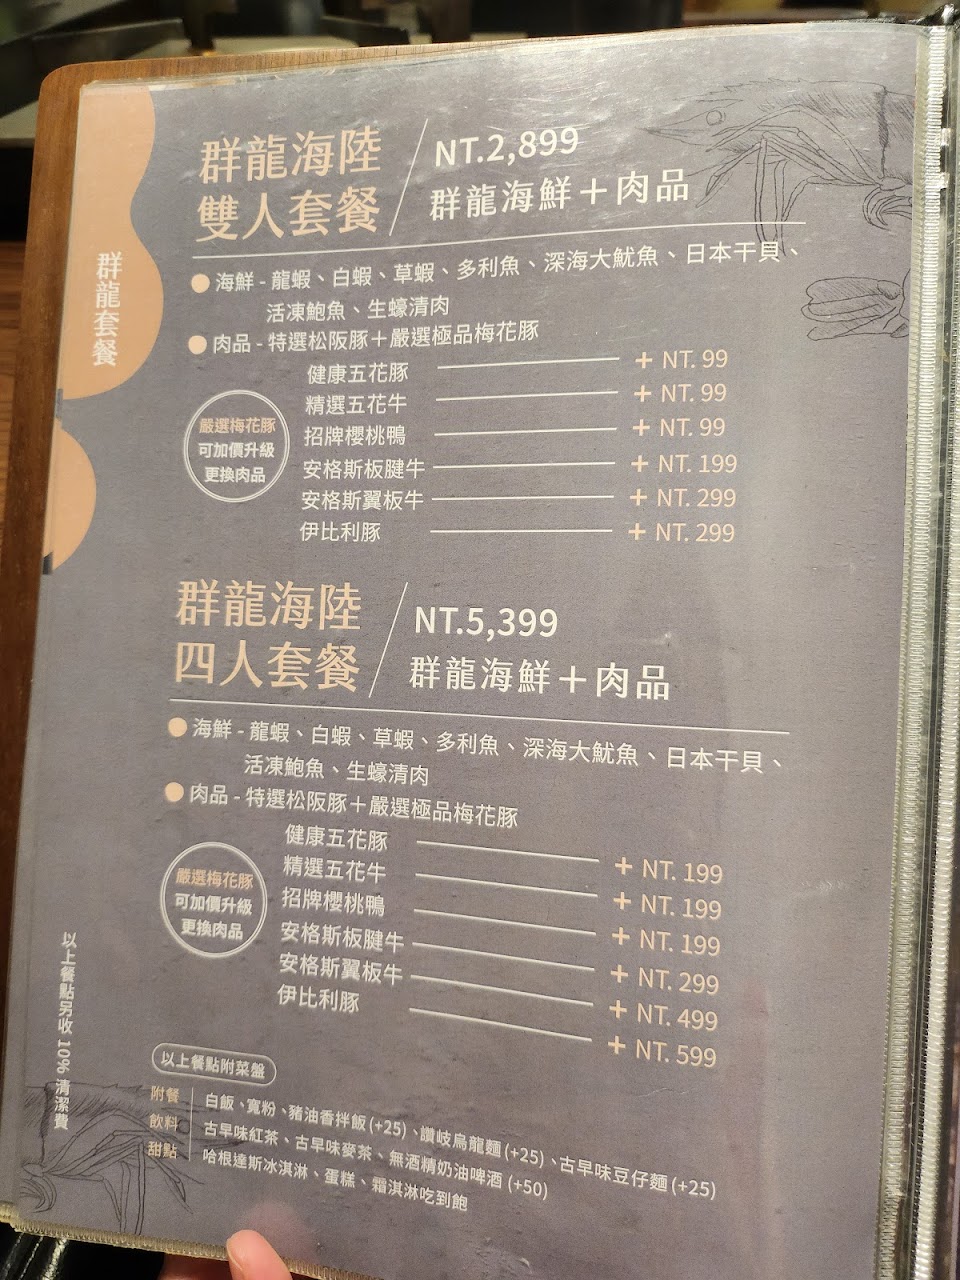 群龍套餐
群龍海陸
雙人套餐
NT.2,899
群龍海鮮＋肉品
海鮮 - 龍蝦、白蝦、草蝦、多利魚、深海大魷魚、日本干貝、
活凍鮑魚、生蠔清肉
肉品 - 特選松阪豚＋嚴選極品梅花豚
嚴選梅花豚
可加價升級
更換肉品
健康五花豚 + NT. 99
精選五花牛 + NT. 99
招牌櫻桃鴨 + NT. 99
安格斯板腱牛 + NT. 199
安格斯翼板牛 + NT. 299
伊比利豚 + NT. 299
群龍海陸
四人套餐
NT.5,399
群龍海鮮＋肉品
海鮮 - 龍蝦、白蝦、草蝦、多利魚、深海大魷魚、日本干貝、
活凍鮑魚、生蠔清肉
肉品 - 特選松阪豚＋嚴選極品梅花豚
嚴選梅花豚
可加價升級
更換肉品
健康五花豚 + NT. 199
精選五花牛 + NT. 199
招牌櫻桃鴨 + NT. 199
安格斯板腱牛 + NT. 299
安格斯翼板牛 + NT. 499
伊比利豚 + NT. 599
以上餐點附菜盤
附餐 白飯、寬粉、豬油香拌飯 (+25)、讚岐烏龍麵 (+25)、古早味豆仔麵 (+25)
飲料 古早味紅茶、古早味麥茶、無酒精奶油啤酒 (+50)
甜點 哈根達斯冰淇淋、蛋糕、霜淇淋吃到飽
以上餐點另收 10% 清潔費